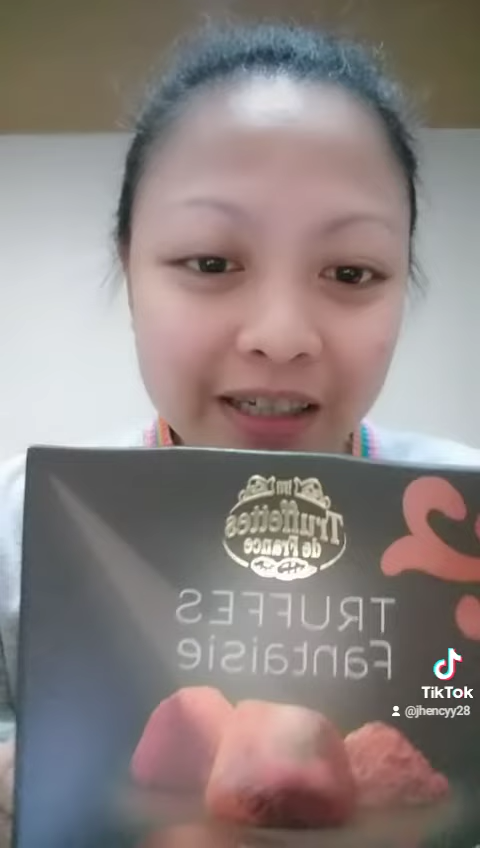 Truffettes
de France
TRUFFES
Fantaisie
TikTok
@jhencyy28